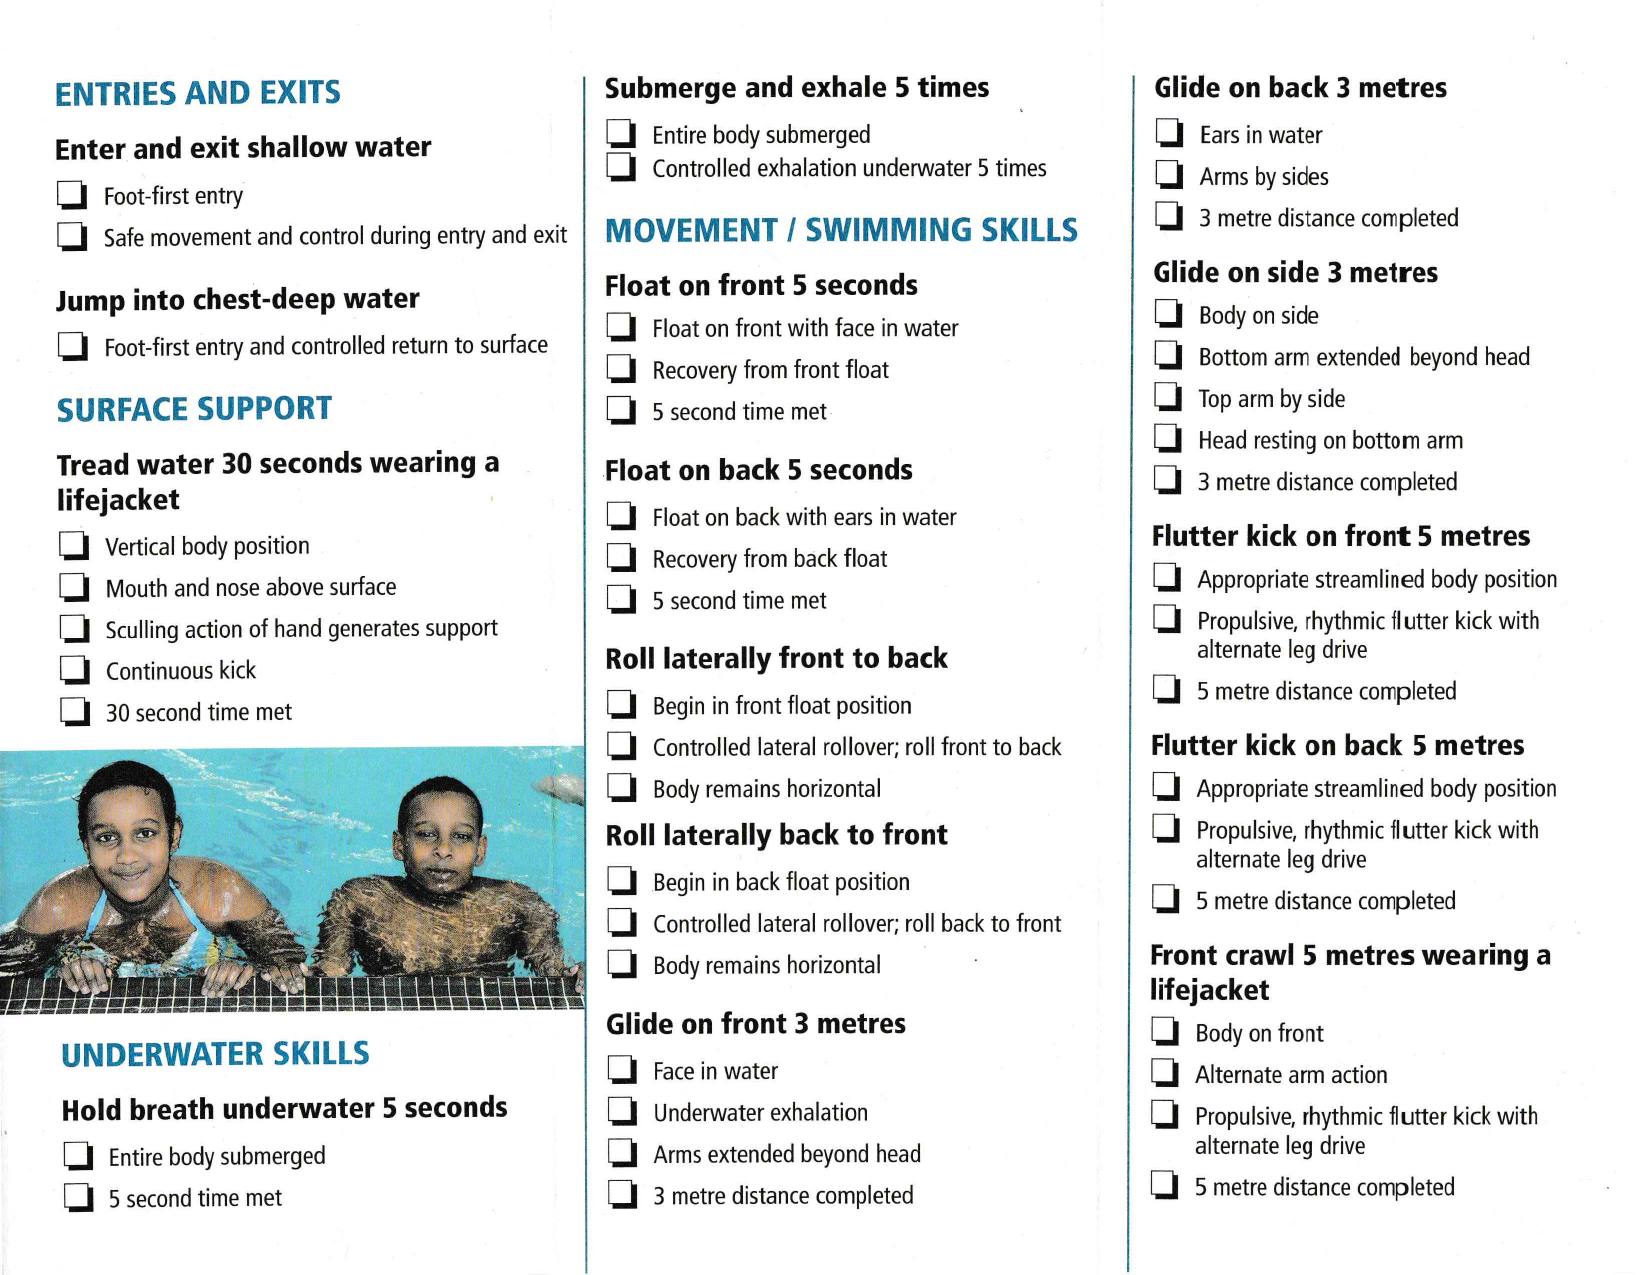 ENTRIES AND EXITS
Enter and exit shallow water
Foot-first entry
Safe movement and control during entry and exit
Jump into chest-deep water
Foot-first entry and controlled return to surface
SURFACE SUPPORT
Tread water 30 seconds wearing a
lifejacket
Vertical body position
Mouth and nose above surface
Sculling action of hand generates support
Continuous kick
30 second time met
UNDERWATER SKILLS
Hold breath underwater 5 seconds
Entire body submerged
5 second time met
Submerge and exhale 5 times
Entire body submerged
Controlled exhalation underwater 5 times
MOVEMENT / SWIMMING SKILLS
Float on front 5 seconds
Float on front with face in water
Recovery from front float
5 second time met
Float on back 5 seconds
Float on back with ears in water
Recovery from back float
5 second time met
Roll laterally front to back
Begin in front float position
Controlled lateral rollover; roll front to back
Body remains horizontal
Roll laterally back to front
Begin in back float position
Controlled lateral rollover; roll back to front
Body remains horizontal
Glide on front 3 metres
Face in water
Underwater exhalation
Arms extended beyond head
3 metre distance completed
Glide on back 3 metres
Ears in water
Arms by sides
3 metre distance completed
Glide on side 3 metres
Body on side
Bottom arm extended beyond head
Top arm by side
Head resting on bottom arm
3 metre distance completed
Flutter kick on front 5 metres
Appropriate streamlined body position
Propulsive, rhythmic flutter kick with
alternate leg drive
5 metre distance completed
Flutter kick on back 5 metres
Appropriate streamlined body position
Propulsive, rhythmic flutter kick with
alternate leg drive
5 metre distance completed
Front crawl 5 metres wearing a
lifejacket
Body on front
Alternate arm action
Propulsive, rhythmic flutter kick with
alternate leg drive
5 metre distance completed